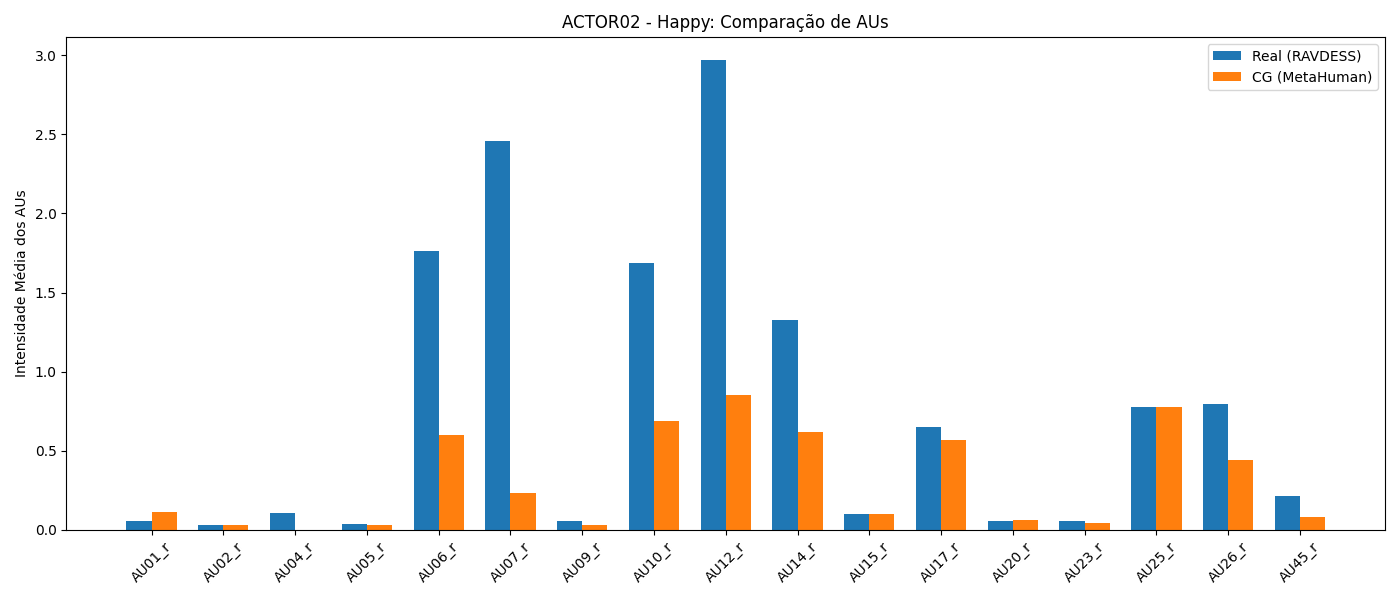 ACTOR02 - Happy: Comparação de AUs
Real (RAVDESS)
CG (MetaHuman)
Intensidade Média dos AUs
3.0
2.5
2.0
1.5
1.0
0.5
0.0
AU01_r
AU02_r
AU04_r
AU05_r
AU06_r
AU07_r
AU09_r
AU10_r
AU12_r
AU14_r
AU15_r
AU17_r
AU20_r
AU23_r
AU25_r
AU26_r
AU45_r